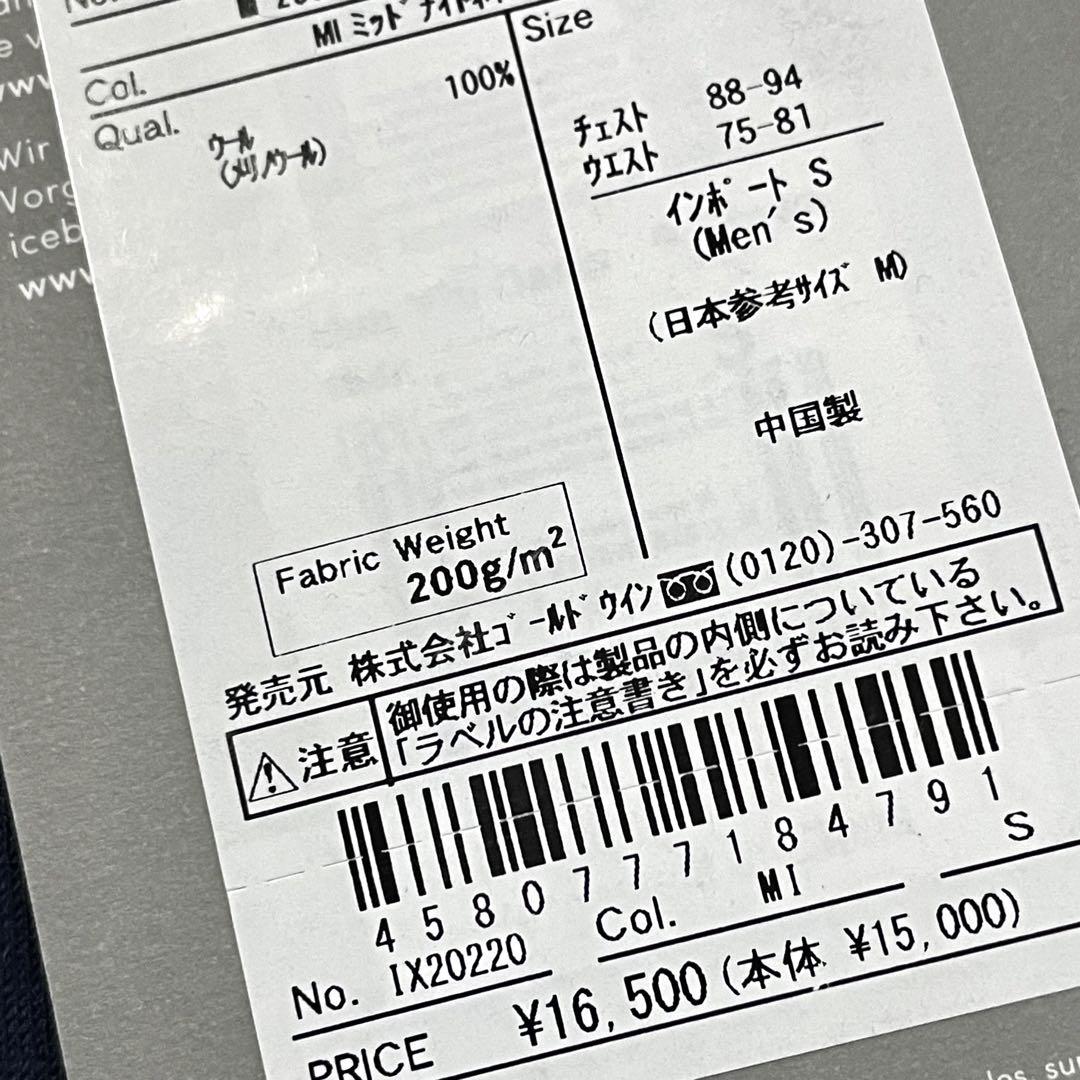 MI ミッドナイトネイ
Col.
Size
Qual.
100%
ウール
(メリノウール)
チェスト 88-94
ウエスト 75-81
インポート S
(Men's)
(日本参考サイズ M)
中国製
Fabric Weight
200g/m²
発売元 株式会社ゴールドウイン (0120)-307-560
注意
御使用の際は製品の内側についている
「ラベルの注意書き」を必ずお読み下さい。
4580777184791
S
No. IX20220
Col. MI
PRICE ¥16,500(本体 ¥15,000)
Wir
Vorg
iceb
www